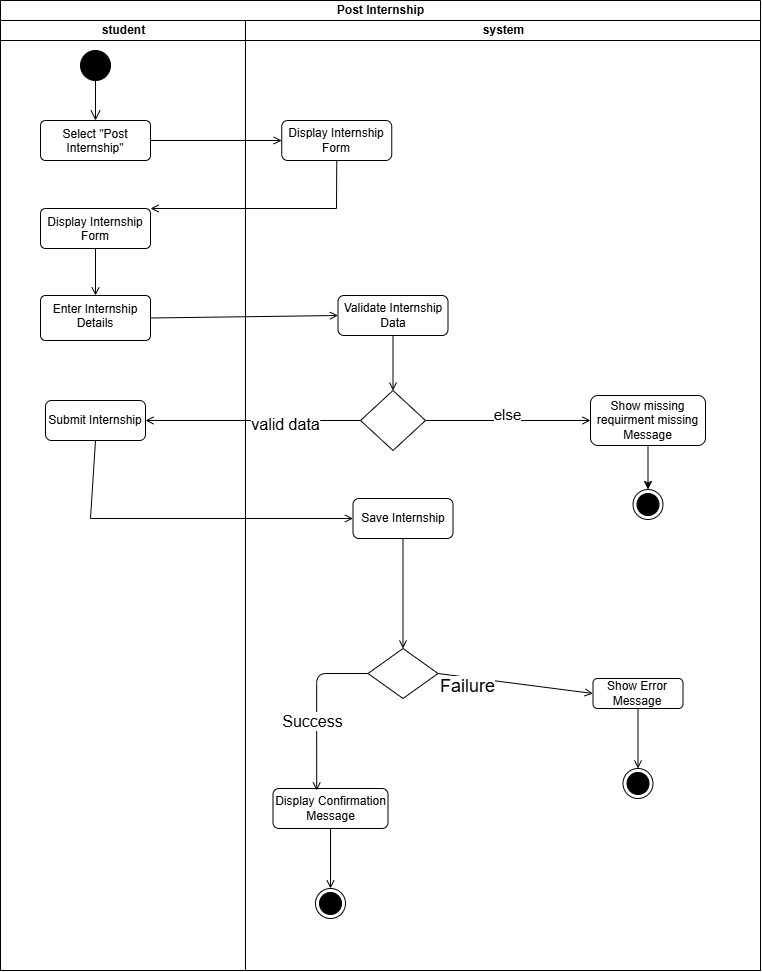 Post Internship
student
system
Select "Post
Internship"
Display Internship
Form
Display Internship
Form
Enter Internship
Details
Validate Internship
Data
Submit Internship
valid data
else
Show missing
requirment missing
Message
Save Internship
Failure
Show Error
Message
Success
Display Confirmation
Message